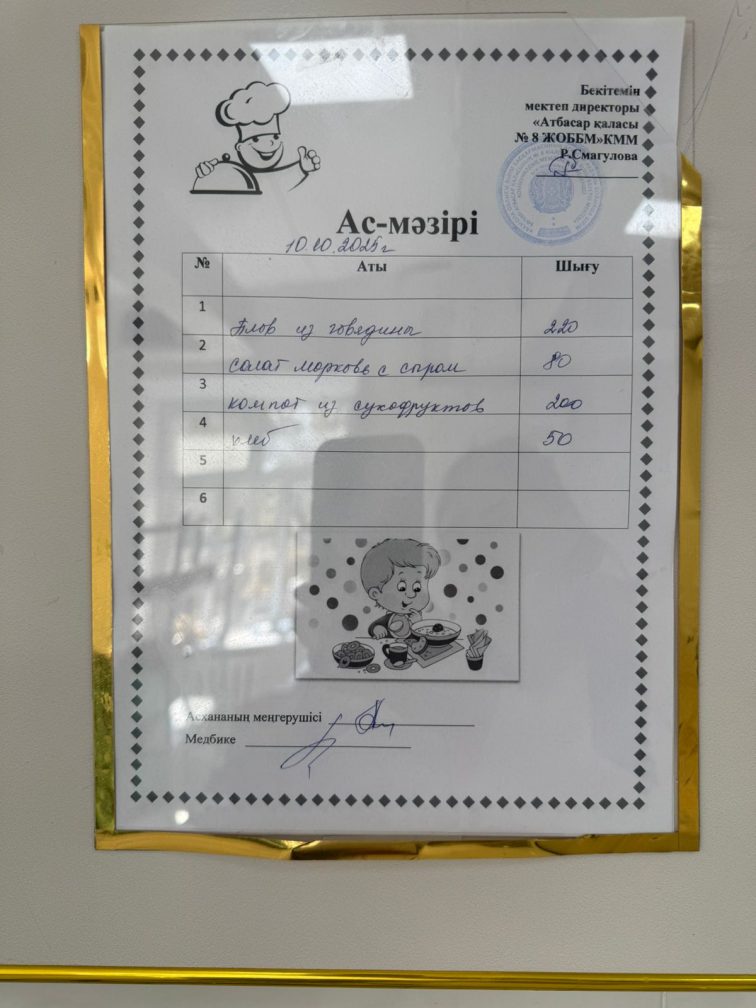 Бекітемін
мектеп директоры
«Атбасар қаласы
№ 8 ЖОББМ»КММ
Р.Смагулова
Ас-мәзірі
10.10.2025г
№ Аты Шығу
1 Плов из говядины 220
2 Салат морковь с сыром 80
3 Компот из сухофруктов 200
4 хлеб 50
5
6
Асхананың меңгерушісі
Медбике